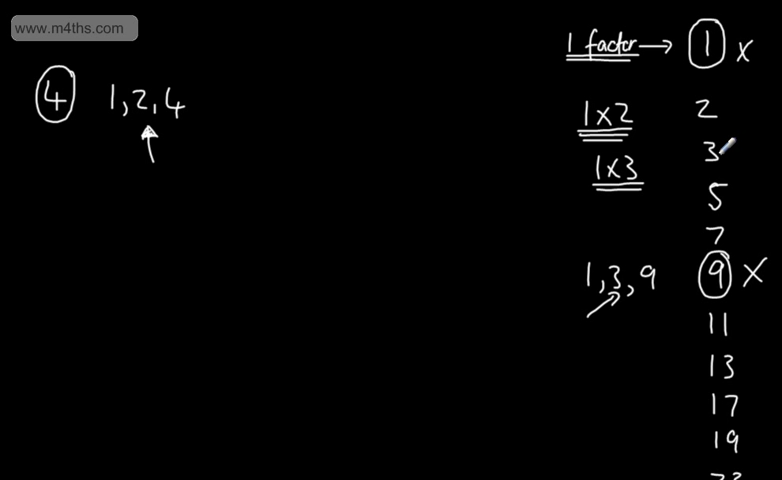 www.m4ths.com
1 factor → 1 x
4 1, 2, 4
1x2 2
1x3 3
5
7
1, 3, 9 9 X
11
13
17
19